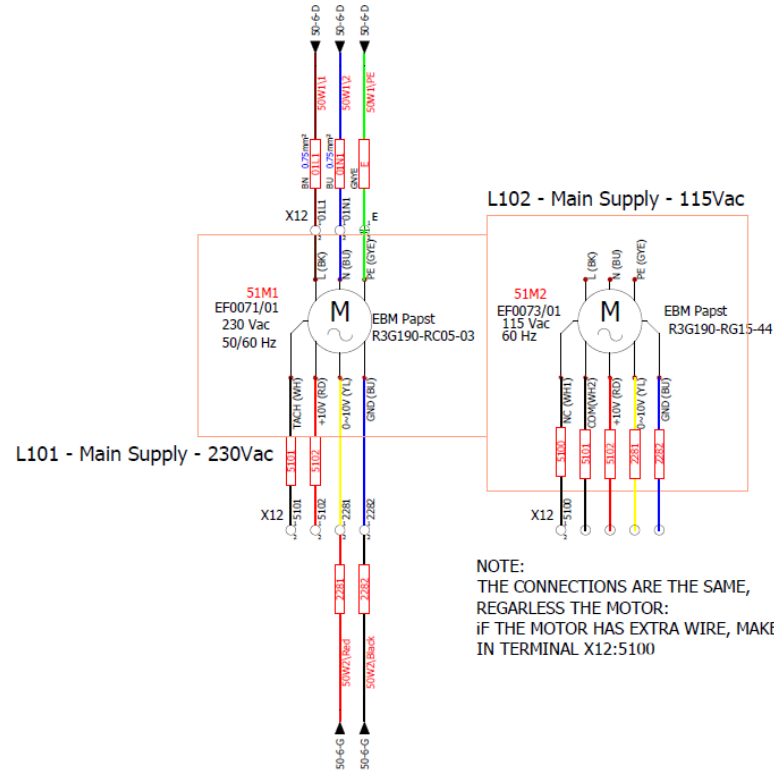 50-6-D
50-6-D
50-6-D
50W1\1
50W1\2
50W1\PE
BN 0.75mm²
01L1
BU 0.75mm²
01N1
GNYE
E
X12
01L1
01N1
E
L102 - Main Supply - 115Vac
L (BK)
N (BU)
PE (GYE)
L (BK)
N (BU)
PE (GYE)
51M1
EF0071/01
230 Vac
50/60 Hz
M
EBM Papst
R3G190-RC05-03
51M2
EF0073/01
115 Vac
60 Hz
M
EBM Papst
R3G190-RG15-44
TACH (WH)
+10V (RD)
0~10V (YL)
GND (BU)
NC (WH1)
COM(WH2)
+10V (RD)
0~10V (YL)
GND (BU)
L101 - Main Supply - 230Vac
5101
5102
5100
5101
5102
2281
2282
X12
5101
5102
2281
2282
X12
5100
2281
2282
NOTE:
THE CONNECTIONS ARE THE SAME,
REGARLESS THE MOTOR:
iF THE MOTOR HAS EXTRA WIRE, MAKE
IN TERMINAL X12:5100
50W2\Red
50W2\Black
50-6-G
50-6-G